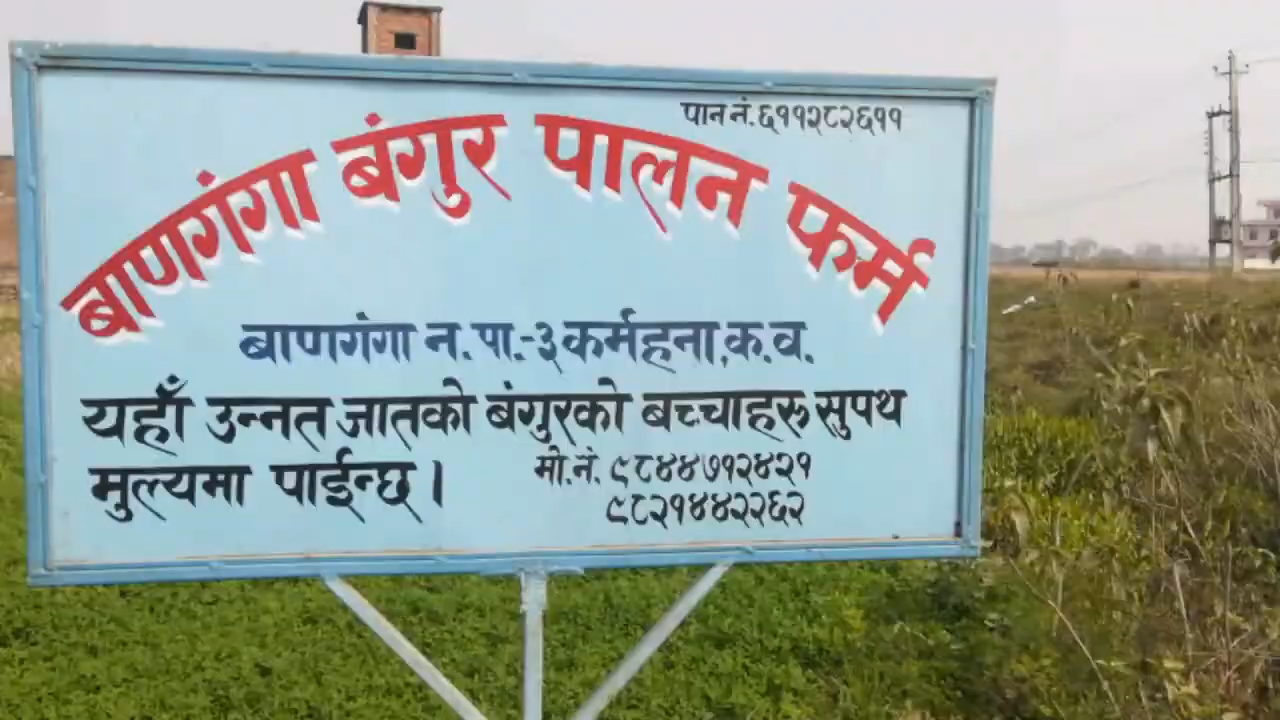 पान नं. ६११२८२६११
बाणगंगा बंगुर पालन फर्म
बाणगंगा न. पा.-३ कर्महना, क. व.
यहाँ उन्नत जातको बंगुरको बच्चाहरू सुपथ
मुल्यमा पाईन्छ ।
मो. नं. ९८४४७१२४२१
९८२१४४२२६२